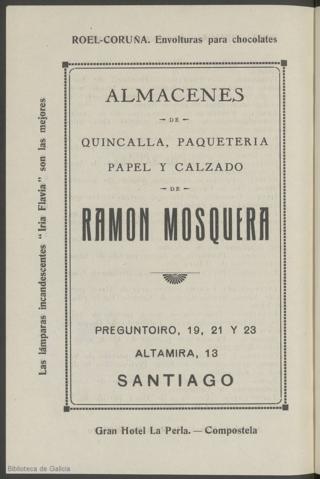 ROEL-CORUÑA. Envolturas para chocolates
Las lámparas incandescentes "Iria Flavia" son las mejores
ALMACENES
- DE -
QUINCALLA, PAQUETERIA
PAPEL Y CALZADO
- DE -
RAMON MOSQUERA
PREGUNTOIRO, 19, 21 Y 23
ALTAMIRA, 13
SANTIAGO
Gran Hotel La Perla. — Compostela
Biblioteca de Galicia